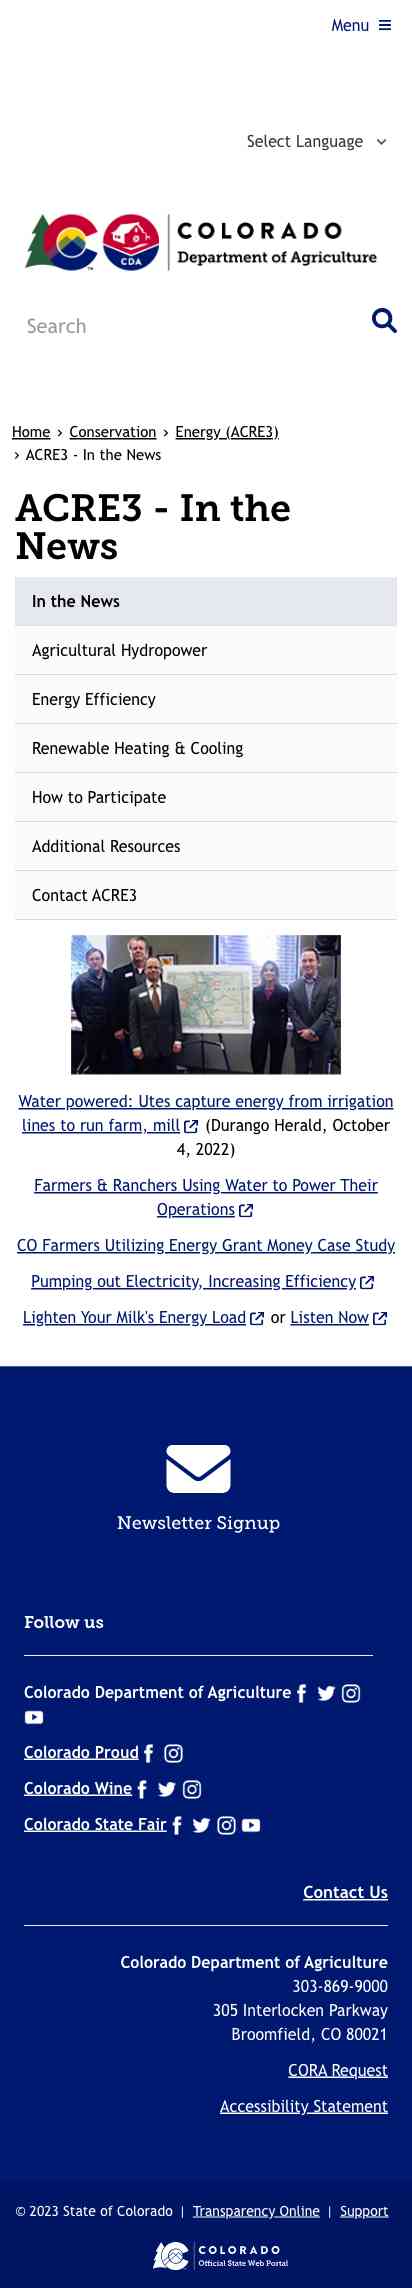 Menu
Select Language
COLORADO
Department of Agriculture
CDA
TM
Search
Home › Conservation › Energy (ACRE3)
› ACRE3 - In the News
ACRE3 - In the
News
In the News
Agricultural Hydropower
Energy Efficiency
Renewable Heating & Cooling
How to Participate
Additional Resources
Contact ACRE3
Water powered: Utes capture energy from irrigation
lines to run farm, mill (Durango Herald, October
4, 2022)
Farmers & Ranchers Using Water to Power Their
Operations
CO Farmers Utilizing Energy Grant Money Case Study
Pumping out Electricity, Increasing Efficiency
Lighten Your Milk's Energy Load or Listen Now
Newsletter Signup
Follow us
Colorado Department of Agriculture
Colorado Proud
Colorado Wine
Colorado State Fair
Contact Us
Colorado Department of Agriculture
303-869-9000
305 Interlocken Parkway
Broomfield, CO 80021
CORA Request
Accessibility Statement
© 2023 State of Colorado | Transparency Online | Support
COLORADO
Official State Web Portal